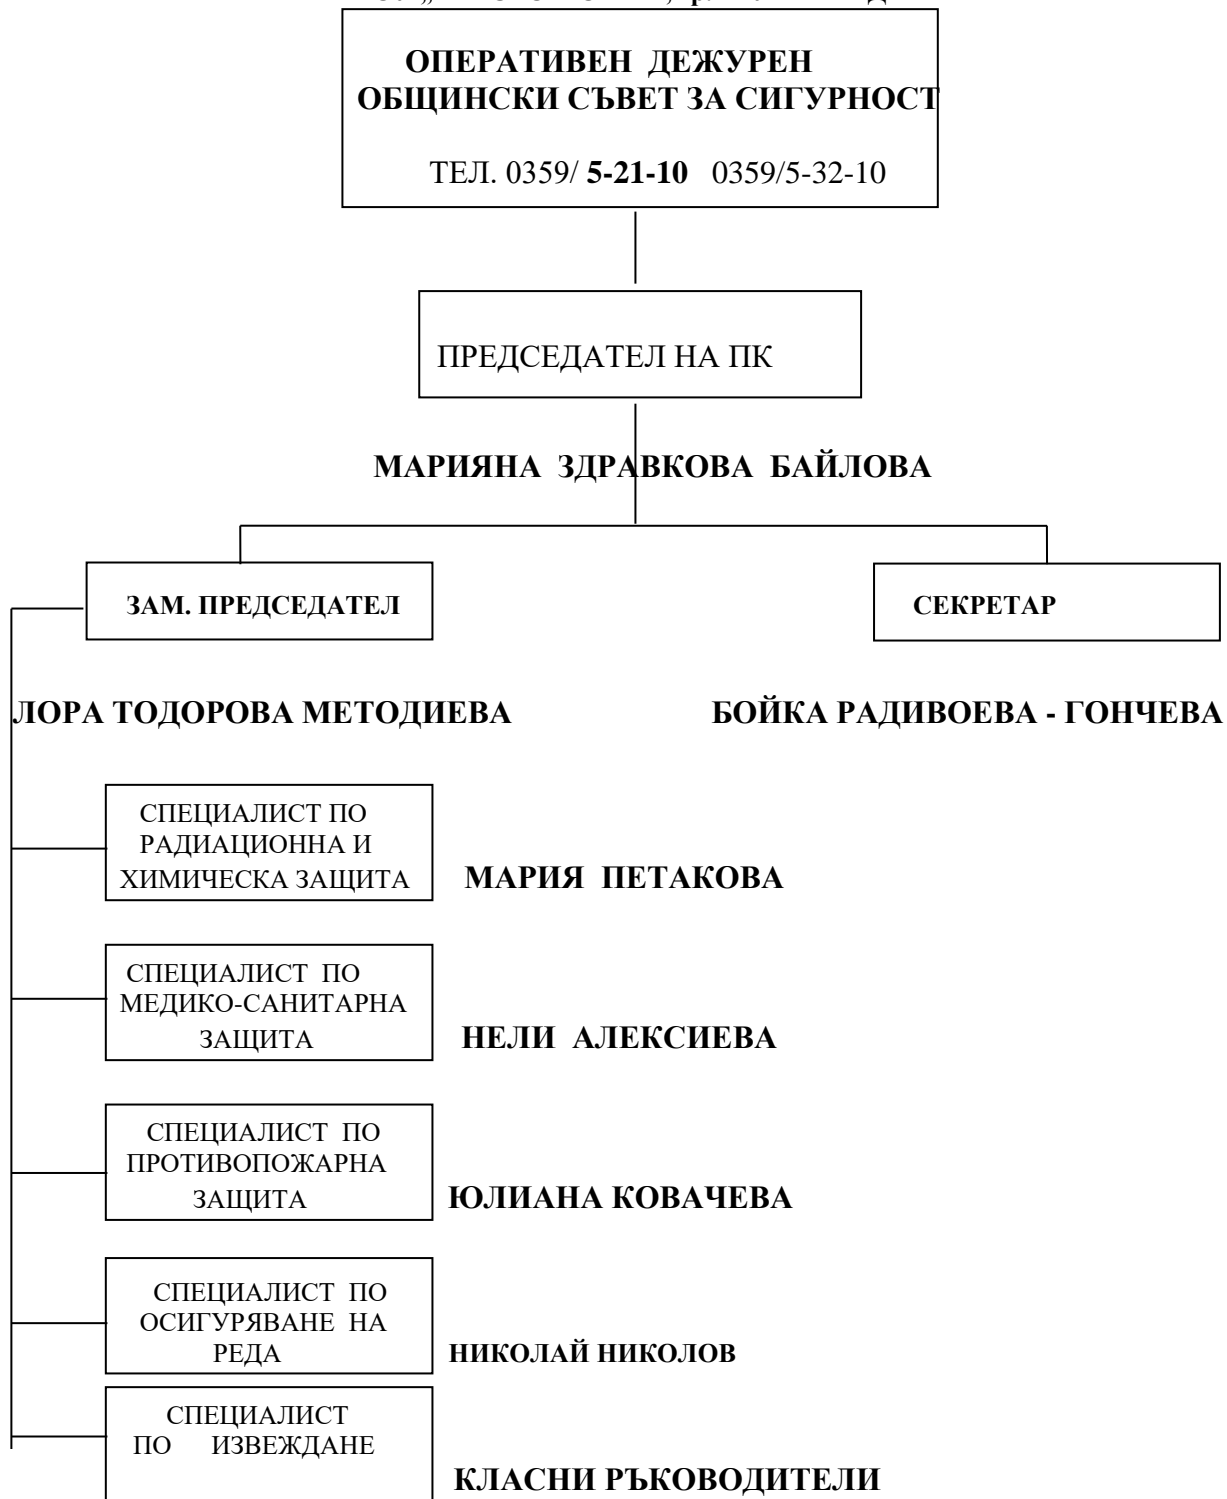 ОПЕРАТИВЕН ДЕЖУРЕН
ОБЩИНСКИ СЪВЕТ ЗА СИГУРНОСТ
ТЕЛ. 0359/ 5-21-10 0359/5-32-10
ПРЕДСЕДАТЕЛ НА ПК
МАРИЯНА ЗДРАВКОВА БАЙЛОВА
ЗАМ. ПРЕДСЕДАТЕЛ
СЕКРЕТАР
ЛОРА ТОДОРОВА МЕТОДИЕВА
БОЙКА РАДИВОЕВА - ГОНЧЕВА
СПЕЦИАЛИСТ ПО
РАДИАЦИОННА И
ХИМИЧЕСКА ЗАЩИТА
МАРИЯ ПЕТАКОВА
СПЕЦИАЛИСТ ПО
МЕДИКО-САНИТАРНА
ЗАЩИТА
НЕЛИ АЛЕКСИЕВА
СПЕЦИАЛИСТ ПО
ПРОТИВОПОЖАРНА
ЗАЩИТА
ЮЛИАНА КОВАЧЕВА
СПЕЦИАЛИСТ ПО
ОСИГУРЯВАНЕ НА
РЕДА
НИКОЛАЙ НИКОЛОВ
СПЕЦИАЛИСТ
ПО ИЗВЕЖДАНЕ
КЛАСНИ РЪКОВОДИТЕЛИ